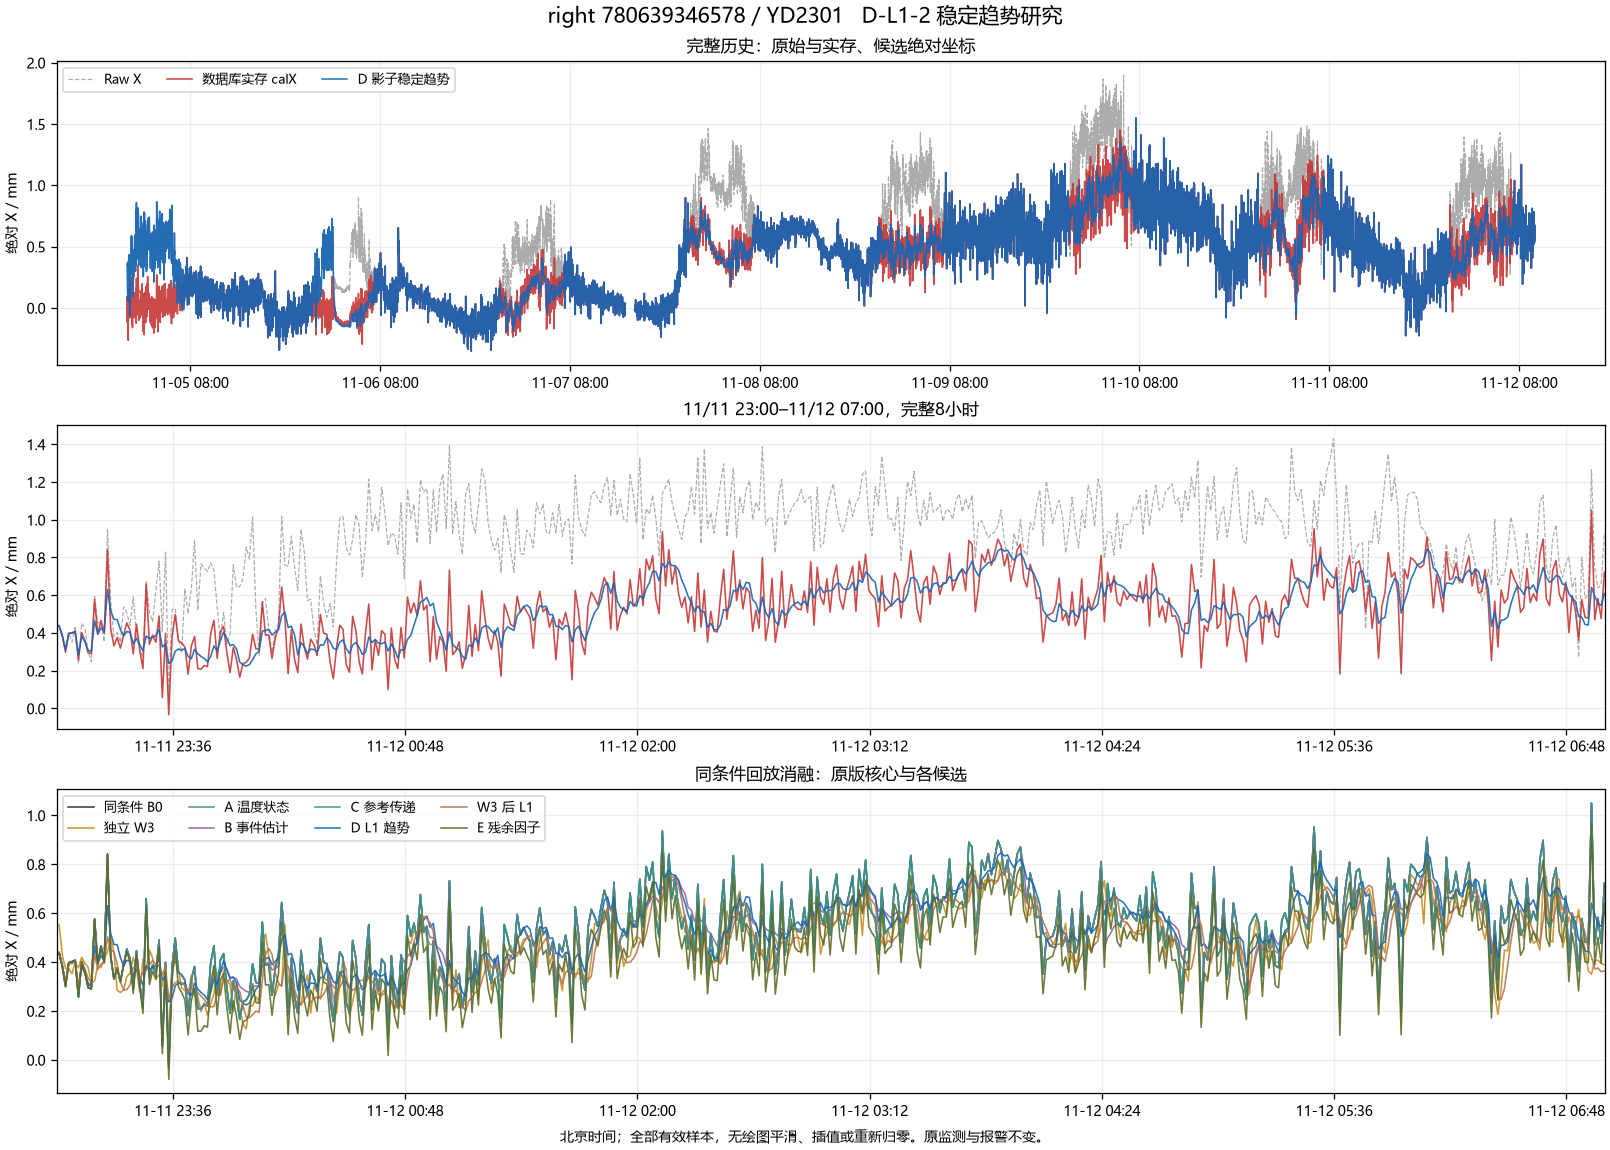 right 780639346578 / YD2301   D-L1-2 稳定趋势研究
完整历史：原始与实存、候选绝对坐标
Raw X  数据库实存 calX  D 影子稳定趋势
绝对 X / mm
2.0
1.5
1.0
0.5
0.0
11-05 08:00  11-06 08:00  11-07 08:00  11-08 08:00  11-09 08:00  11-10 08:00  11-11 08:00  11-12 08:00
11/11 23:00–11/12 07:00，完整8小时
绝对 X / mm
1.4
1.2
1.0
0.8
0.6
0.4
0.2
0.0
11-11 23:36  11-12 00:48  11-12 02:00  11-12 03:12  11-12 04:24  11-12 05:36  11-12 06:48
同条件回放消融：原版核心与各候选
同条件 B0  A 温度状态  C 参考传递  W3 后 L1
独立 W3  B 事件估计  D L1 趋势  E 残余因子
绝对 X / mm
1.0
0.8
0.6
0.4
0.2
0.0
11-11 23:36  11-12 00:48  11-12 02:00  11-12 03:12  11-12 04:24  11-12 05:36  11-12 06:48
北京时间；全部有效样本，无绘图平滑、插值或重新归零。原监测与报警不变。